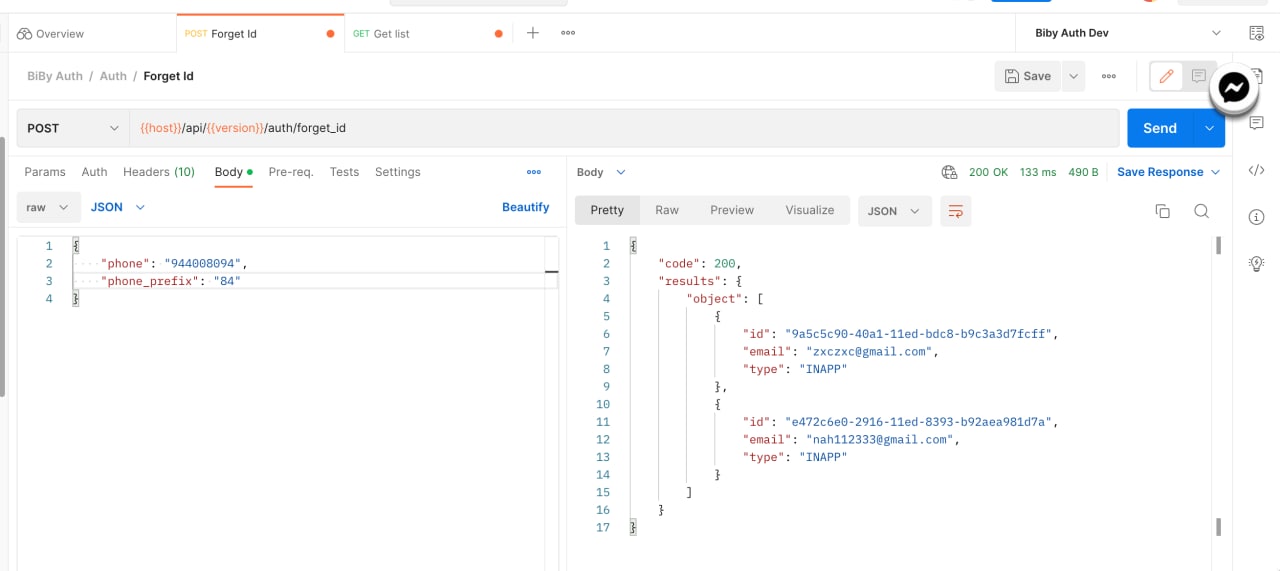 Overview
POST Forget Id
GET Get list
Biby Auth Dev
BiBy Auth / Auth / Forget Id
Save
POST
{{host}}/api/{{version}}/auth/forget_id
Send
Params Auth Headers (10) Body Pre-req. Tests Settings
raw JSON Beautify
1 {
2 "phone": "944008094",
3 "phone_prefix": "84"
4 }
Body 200 OK 133 ms 490 B Save Response
Pretty Raw Preview Visualize JSON
1 {
2 "code": 200,
3 "results": {
4 "object": [
5 {
6 "id": "9a5c5c90-40a1-11ed-bdc8-b9c3a3d7fcff",
7 "email": "zxczxc@gmail.com",
8 "type": "INAPP"
9 },
10 {
11 "id": "e472c6e0-2916-11ed-8393-b92aea981d7a",
12 "email": "nah112333@gmail.com",
13 "type": "INAPP"
14 }
15 ]
16 }
17 }